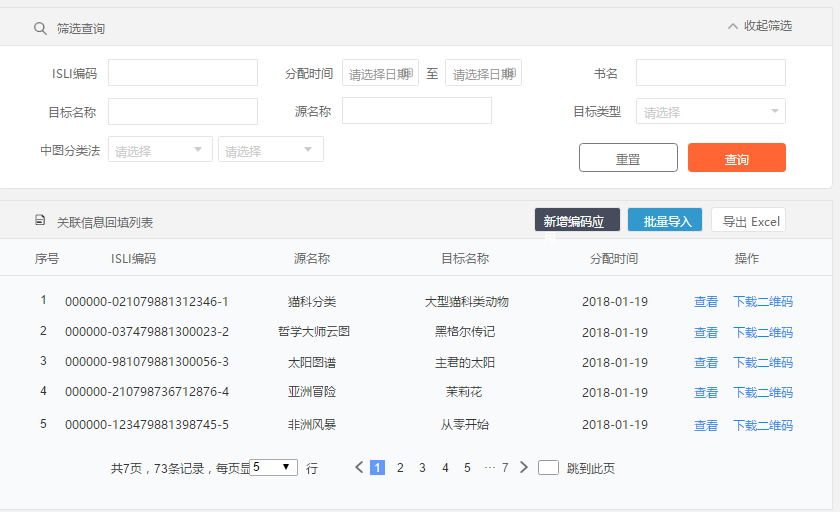 筛选查询 收起筛选
ISLI编码 分配时间 请选择日期 至 请选择日期 书名
目标名称 源名称 目标类型 请选择
中图分类法 请选择 请选择 重置 查询
关联信息回填列表 新增编码应 批量导入 导出 Excel
序号 ISLI编码 源名称 目标名称 分配时间 操作
1 000000-021079881312346-1 猫科分类 大型猫科类动物 2018-01-19 查看 下载二维码
2 000000-037479881300023-2 哲学大师云图 黑格尔传记 2018-01-19 查看 下载二维码
3 000000-981079881300056-3 太阳图谱 主君的太阳 2018-01-19 查看 下载二维码
4 000000-210798736712876-4 亚洲冒险 茉莉花 2018-01-19 查看 下载二维码
5 000000-123479881398745-5 非洲风暴 从零开始 2018-01-19 查看 下载二维码
共7页，73条记录，每页显 5 行 1 2 3 4 5 ··· 7 跳到此页